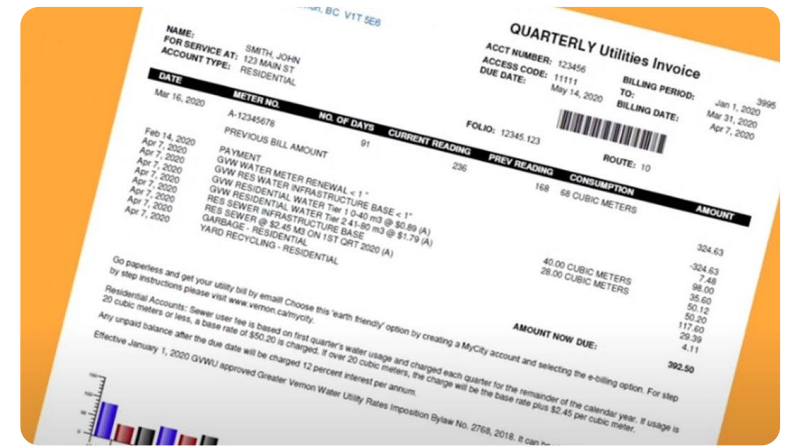 BC V1T 5E6
QUARTERLY Utilities Invoice
3995
NAME: SMITH, JOHN
FOR SERVICE AT: 123 MAIN ST
ACCOUNT TYPE: RESIDENTIAL
ACCT NUMBER: 123456
ACCESS CODE: 11111
DUE DATE: May 14, 2020
BILLING PERIOD: Jan 1, 2020
TO: Mar 31, 2020
BILLING DATE: Apr 7, 2020
FOLIO: 12345.123
ROUTE: 10
DATE METER NO. NO. OF DAYS CURRENT READING PREV READING CONSUMPTION AMOUNT
Mar 16, 2020 A-12345678 91 236 168 68 CUBIC METERS
PREVIOUS BILL AMOUNT 324.63
Feb 14, 2020 PAYMENT -324.63
Apr 7, 2020 GVW WATER METER RENEWAL < 1 " 7.48
Apr 7, 2020 GVW RES WATER INFRASTRUCTURE BASE < 1" 98.00
Apr 7, 2020 GVW RESIDENTIAL WATER Tier 1 0-40 m3 @ $0.89 (A) 40.00 CUBIC METERS 35.60
Apr 7, 2020 GVW RESIDENTIAL WATER Tier 2 41-80 m3 @ $1.79 (A) 28.00 CUBIC METERS 50.12
Apr 7, 2020 RES SEWER INFRASTRUCTURE BASE 50.20
Apr 7, 2020 RES SEWER @ $2.45 M3 ON 1ST QRT 2020 (A) 117.60
Apr 7, 2020 GARBAGE - RESIDENTIAL 29.39
Apr 7, 2020 YARD RECYCLING - RESIDENTIAL 4.11
AMOUNT NOW DUE: 392.50
Go paperless and get your utility bill by email! Choose this 'earth friendly' option by creating a MyCity account and selecting the e-billing option. For step
by step instructions please visit www.vernon.ca/mycity.
Residential Accounts: Sewer user fee is based on first quarter's water usage and charged each quarter for the remainder of the calendar year. If usage is
20 cubic meters or less, a base rate of $50.20 is charged. If over 20 cubic meters, the charge will be the base rate plus $2.45 per cubic meter.
Any unpaid balance after the due date will be charged 12 percent interest per annum.
Effective January 1, 2020 GVWU approved Greater Vernon Water Utility Rates Imposition Bylaw No. 2768, 2018. It can be
150
100
50
0